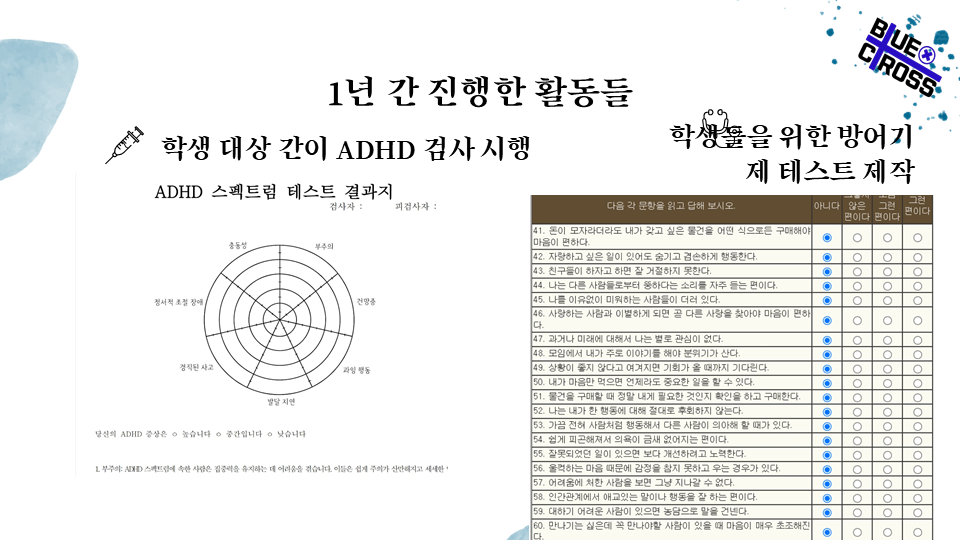 BLUE
CROSS
1년 간 진행한 활동들
학생 대상 간이 ADHD 검사 시행
학생들을 위한 방어기
제 테스트 제작
ADHD 스펙트럼 테스트 결과지
검사자 : 피검사자 :
충동성 부주의
정서적 조절 장애 건망증
경직된 사고 과잉 행동
발달 지연
당신의 ADHD 증상은 ○ 높습니다 ○ 중간입니다 ○ 낮습니다
1. 부주의: ADHD 스펙트럼에 속한 사람은 집중력을 유지하는 데 어려움을 겪습니다. 이들은 쉽게 주의가 산만해지고 세세한
다음 각 문항을 읽고 답해 보시오. 아니다
않은 그런 그런
편이다 편이다 편이다
41. 돈이 모자라더라도 내가 갖고 싶은 물건을 어떤 식으로든 구매해야
마음이 편하다.
42. 자랑하고 싶은 일이 있어도 숨기고 겸손하게 행동한다.
43. 친구들이 하자고 하면 잘 거절하지 못한다.
44. 나는 다른 사람들로부터 뚱하다는 소리를 자주 듣는 편이다.
45. 나를 이유없이 미워하는 사람들이 더러 있다.
46. 사랑하는 사람과 이별하게 되면 곧 다른 사랑을 찾아야 마음이 편하
다.
47. 과거나 미래에 대해서 나는 별로 관심이 없다.
48. 모임에서 내가 주로 이야기를 해야 분위기가 산다.
49. 상황이 좋지 않다고 여겨지면 기회가 올 때까지 기다린다.
50. 내가 마음만 먹으면 언제라도 중요한 일을 할 수 있다.
51. 물건을 구매할 때 정말 내게 필요한 것인지 확인을 하고 구매한다.
52. 나는 내가 한 행동에 대해 절대로 후회하지 않는다.
53. 가끔 전혀 사람처럼 행동해서 다른 사람이 의아해 할 때가 있다.
54. 쉽게 피곤해져서 의욕이 금새 없어지는 편이다.
55. 잘못되었던 일이 있으면 보다 개선하려고 노력한다.
56. 울컥하는 마음 때문에 감정을 참지 못하고 우는 경우가 있다.
57. 어려움에 처한 사람을 보면 그냥 지나갈 수 없다.
58. 인간관계에서 애교있는 말이나 행동을 잘 하는 편이다.
59. 대하기 어려운 사람이 있으면 농담으로 말을 건넨다.
60. 만나기는 싫은데 꼭 만나야할 사람이 있을 때 마음이 매우 초조해진
다.